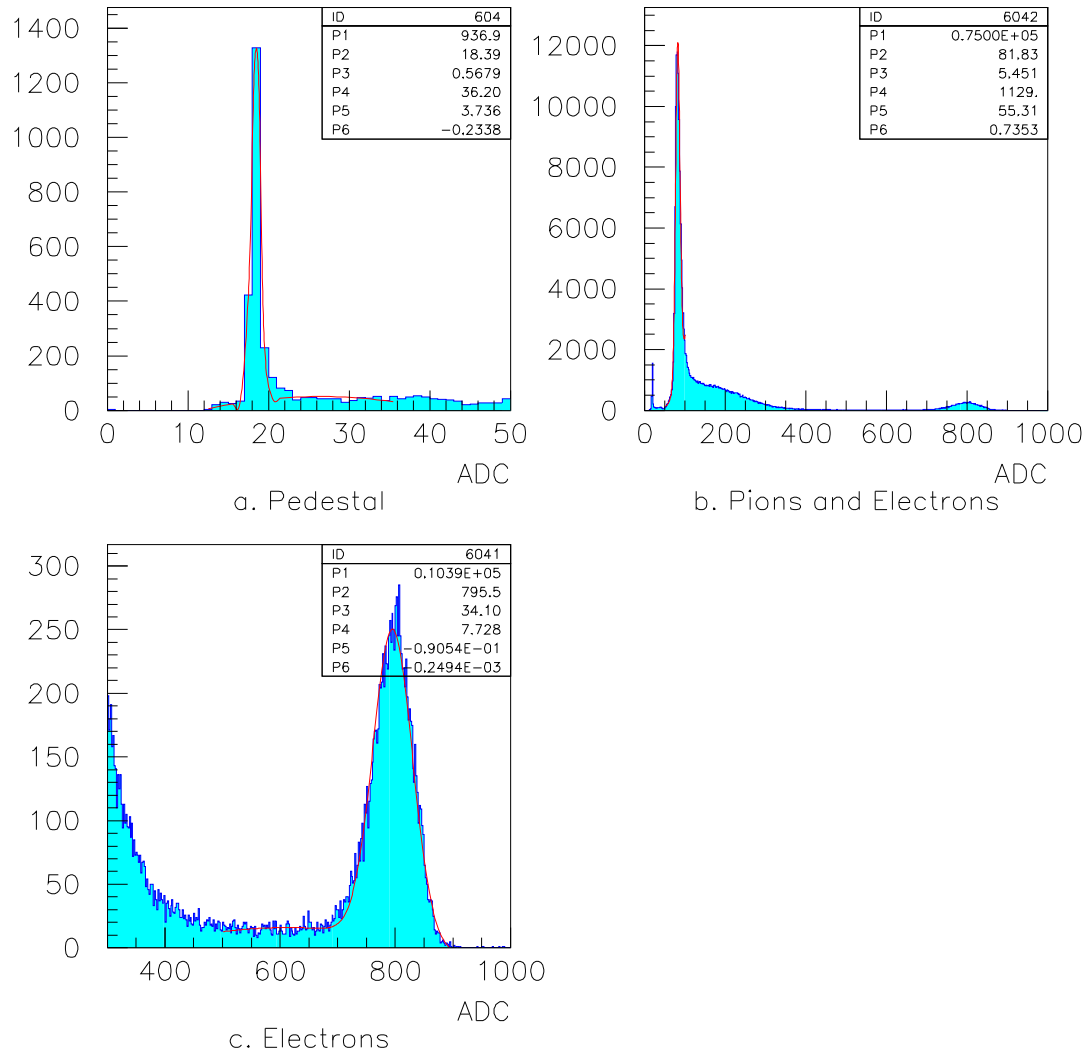 ID 604
P1 936.9
P2 18.39
P3 0.5679
P4 36.20
P5 3.736
P6 -0.2338
1400
1200
1000
800
600
400
200
0
0 10 20 30 40 50
ADC
a. Pedestal
ID 6042
P1 0.7500E+05
P2 81.83
P3 5.451
P4 1129.
P5 55.31
P6 0.7353
12000
10000
8000
6000
4000
2000
0
0 200 400 600 800 1000
ADC
b. Pions and Electrons
ID 6041
P1 0.1039E+05
P2 795.5
P3 34.10
P4 7.728
P5 -0.9054E-01
P6 0.2494E-03
300
250
200
150
100
50
0
400 600 800 1000
ADC
c. Electrons